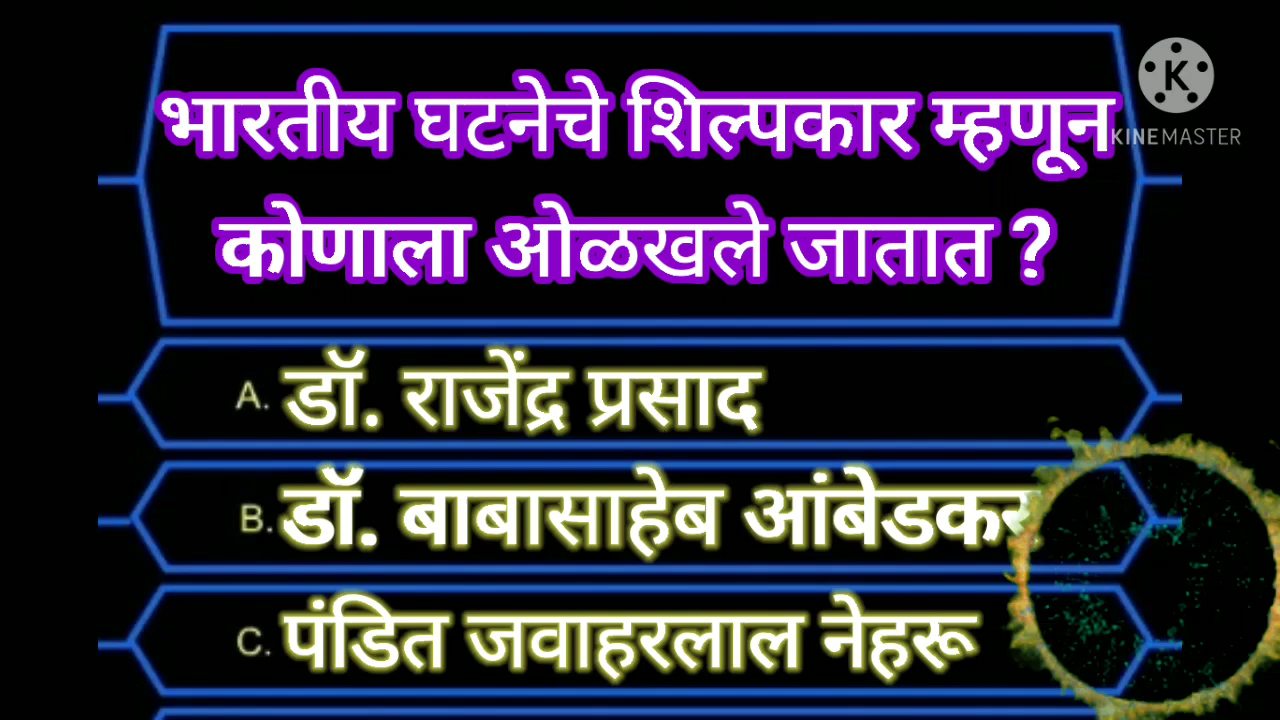 भारतीय घटनेचे शिल्पकार म्हणून
कोणाला ओळखले जातात ?
A. डॉ. राजेंद्र प्रसाद
B. डॉ. बाबासाहेब आंबेडकर
C. पंडित जवाहरलाल नेहरू
K
KINEMASTER